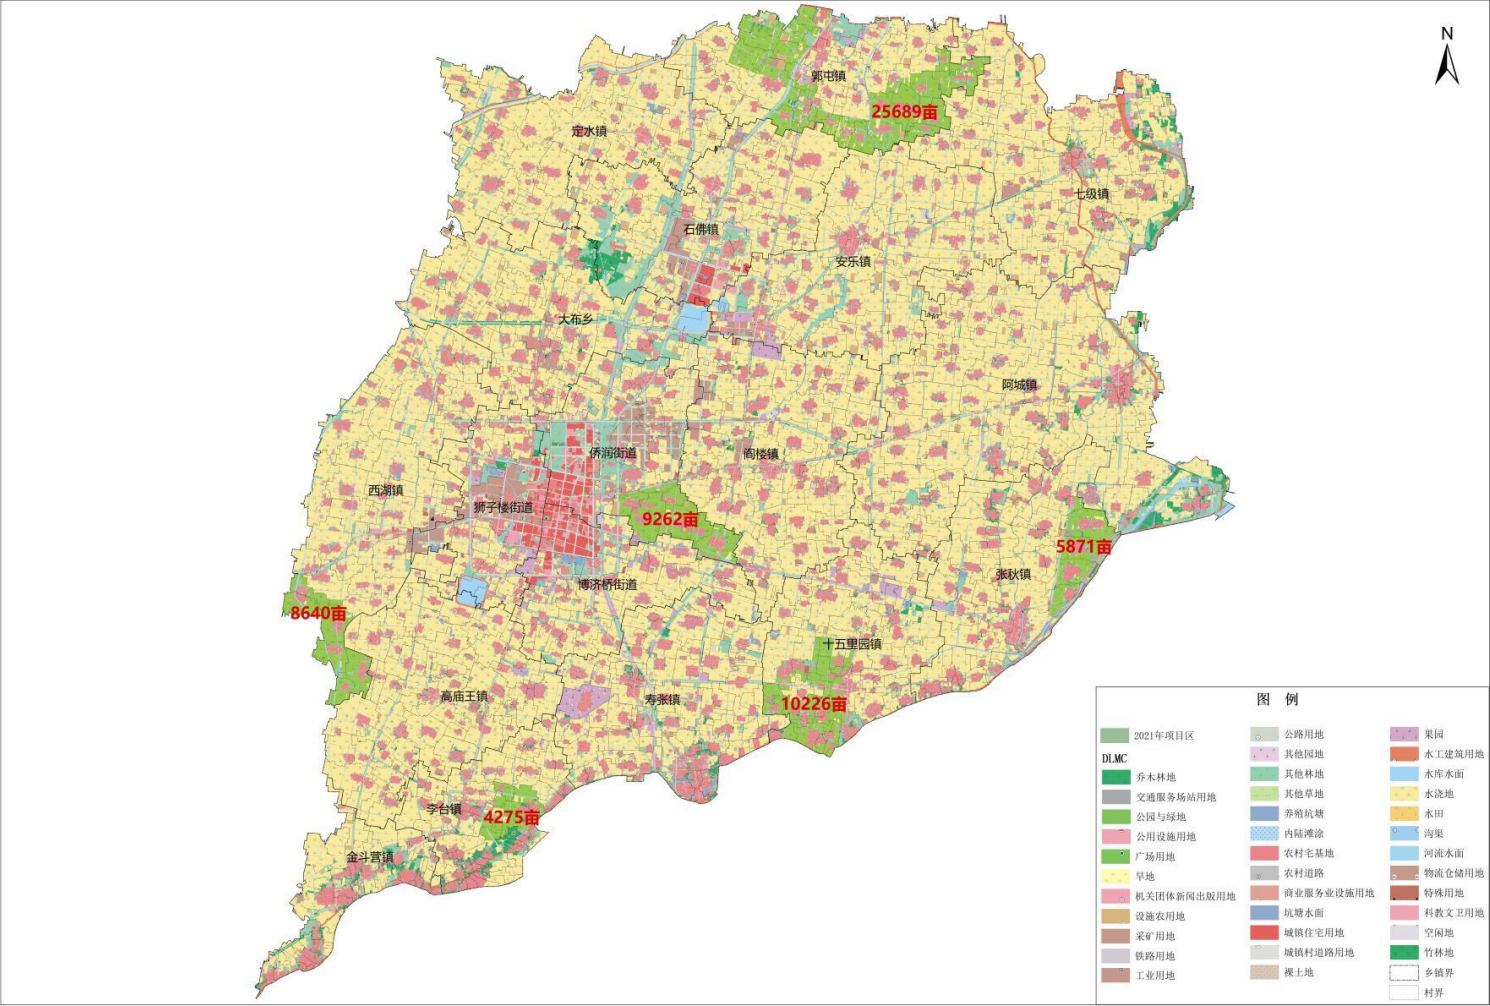 N
郭屯镇
25689亩
定水镇
七级镇
石佛镇
安乐镇
大布乡
阿城镇
侨润街道
阎楼镇
西湖镇
狮子楼街道
9262亩
5871亩
张秋镇
博济桥街道
8640亩
十五里园镇
高庙王镇
寿张镇
10226亩
李台镇
4275亩
金斗营镇
图 例
2021年项目区
DLMC
乔木林地
交通服务场站用地
公园与绿地
公用设施用地
广场用地
旱地
机关团体新闻出版用地
设施农用地
采矿用地
铁路用地
工业用地
公路用地
其他园地
其他林地
其他草地
养殖坑塘
内陆滩涂
农村宅基地
农村道路
商业服务业设施用地
坑塘水面
城镇住宅用地
城镇村道路用地
裸土地
果园
水工建筑用地
水库水面
水浇地
水田
沟渠
河流水面
物流仓储用地
特殊用地
科教文卫用地
空闲地
竹林地
乡镇界
村界